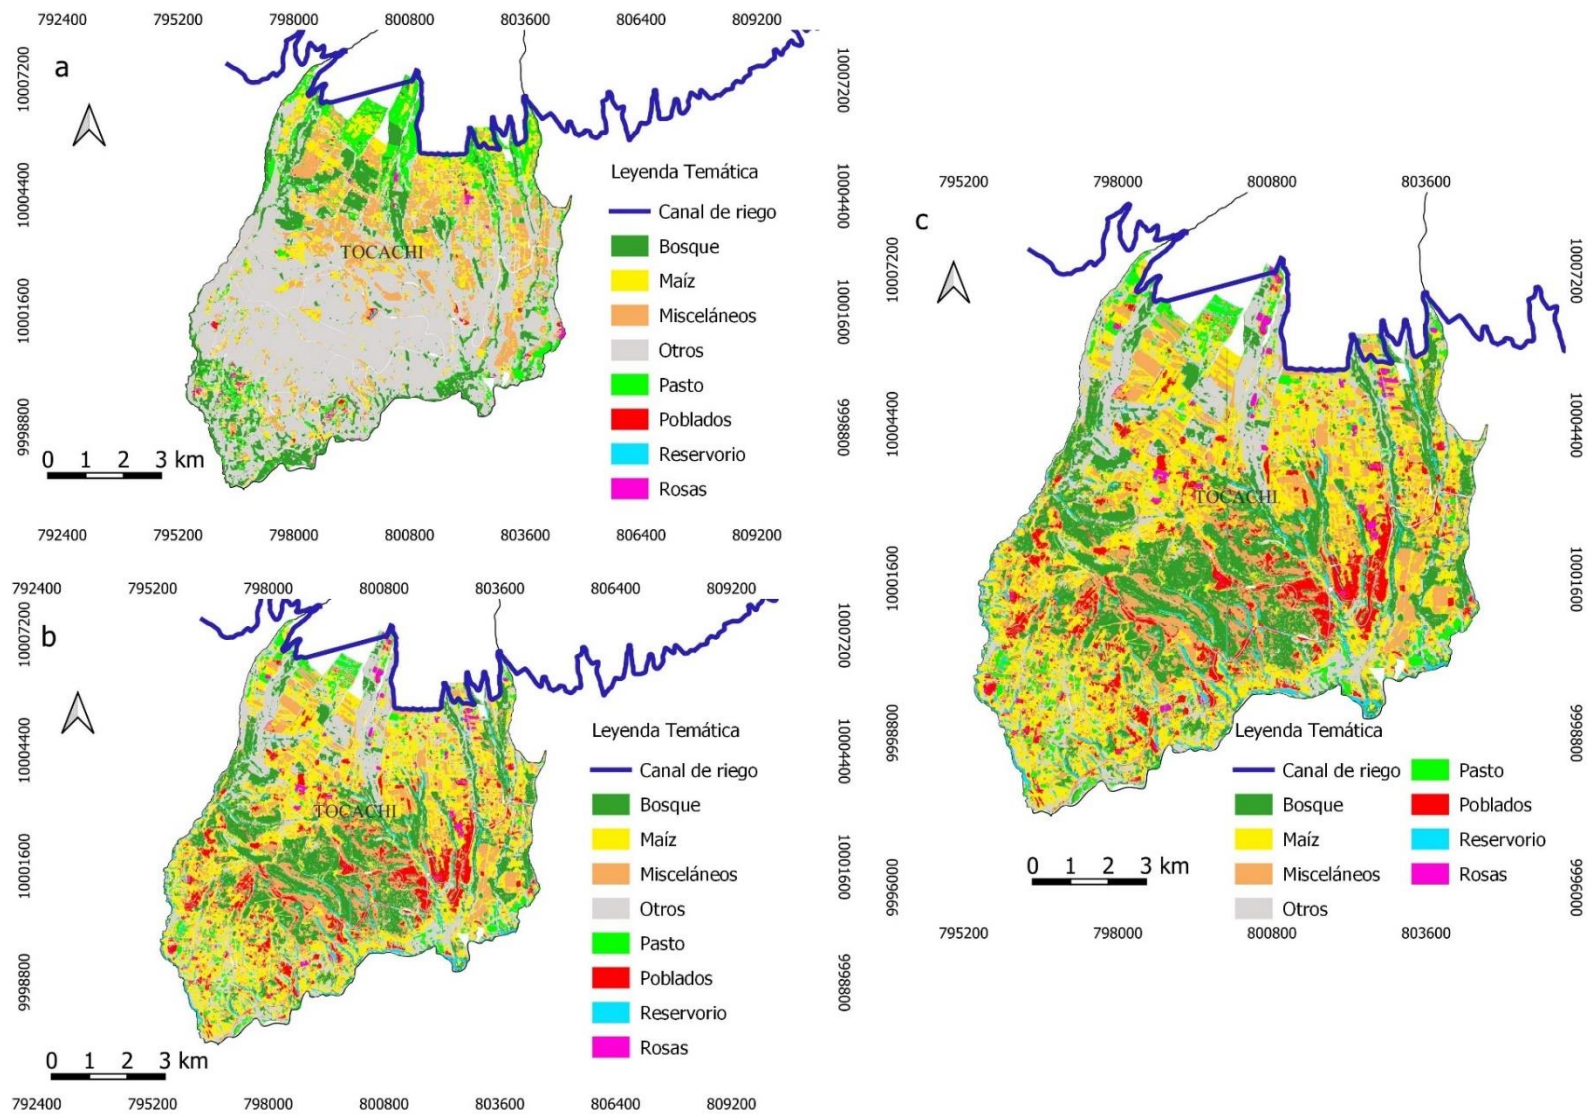 792400 795200 798000 800800 803600 806400 809200
a
10007200
10004400
10001600
9998800
10007200
10004400
10001600
9998800
TOCACHI
Leyenda Temática
Canal de riego
Bosque
Maíz
Misceláneos
Otros
Pasto
Poblados
Reservorio
Rosas
0 1 2 3 km
792400 795200 798000 800800 803600 806400 809200
792400 795200 798000 800800 803600 806400 809200
b
10007200
10004400
10001600
9998800
10007200
10004400
10001600
9998800
TOCACHI
Leyenda Temática
Canal de riego
Bosque
Maíz
Misceláneos
Otros
Pasto
Poblados
Reservorio
Rosas
0 1 2 3 km
792400 795200 798000 800800 803600 806400 809200
795200 798000 800800 803600
c
10007200
10004400
10001600
9998800
9996000
10007200
10004400
10001600
9998800
9996000
TOCACHI
Leyenda Temática
Canal de riego Pasto
Bosque Poblados
Maíz Reservorio
Misceláneos Rosas
Otros
0 1 2 3 km
795200 798000 800800 803600